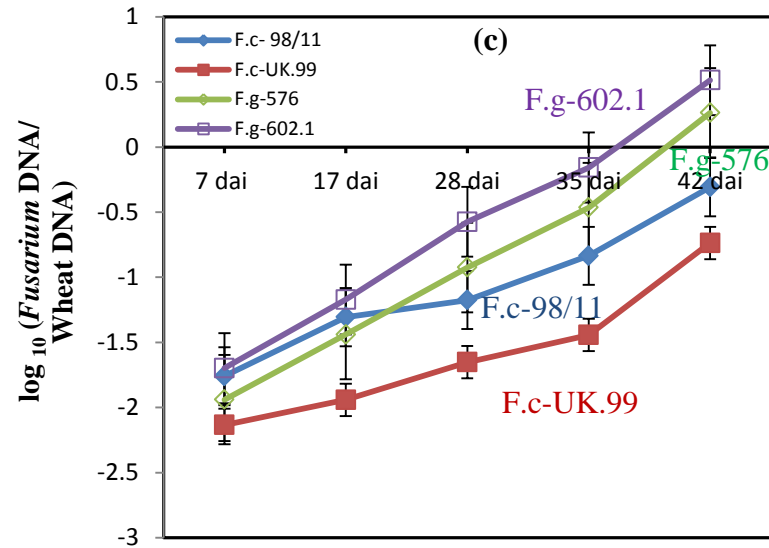 1
0.5
0
-0.5
-1
-1.5
-2
-2.5
-3
log 10 (Fusarium DNA/
Wheat DNA)
F.c- 98/11
F.c-UK.99
F.g-576
F.g-602.1
(c)
F.g-602.1
F.g-576
7 dai 17 dai 28 dai 35 dai 42 dai
F.c-98/11
F.c-UK.99